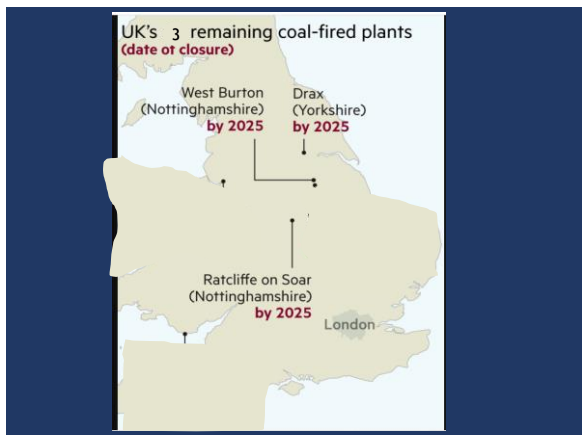 UK's 3 remaining coal-fired plants
(date of closure)
West Burton
(Nottinghamshire)
by 2025
Drax
(Yorkshire)
by 2025
Ratcliffe on Soar
(Nottinghamshire)
by 2025
London